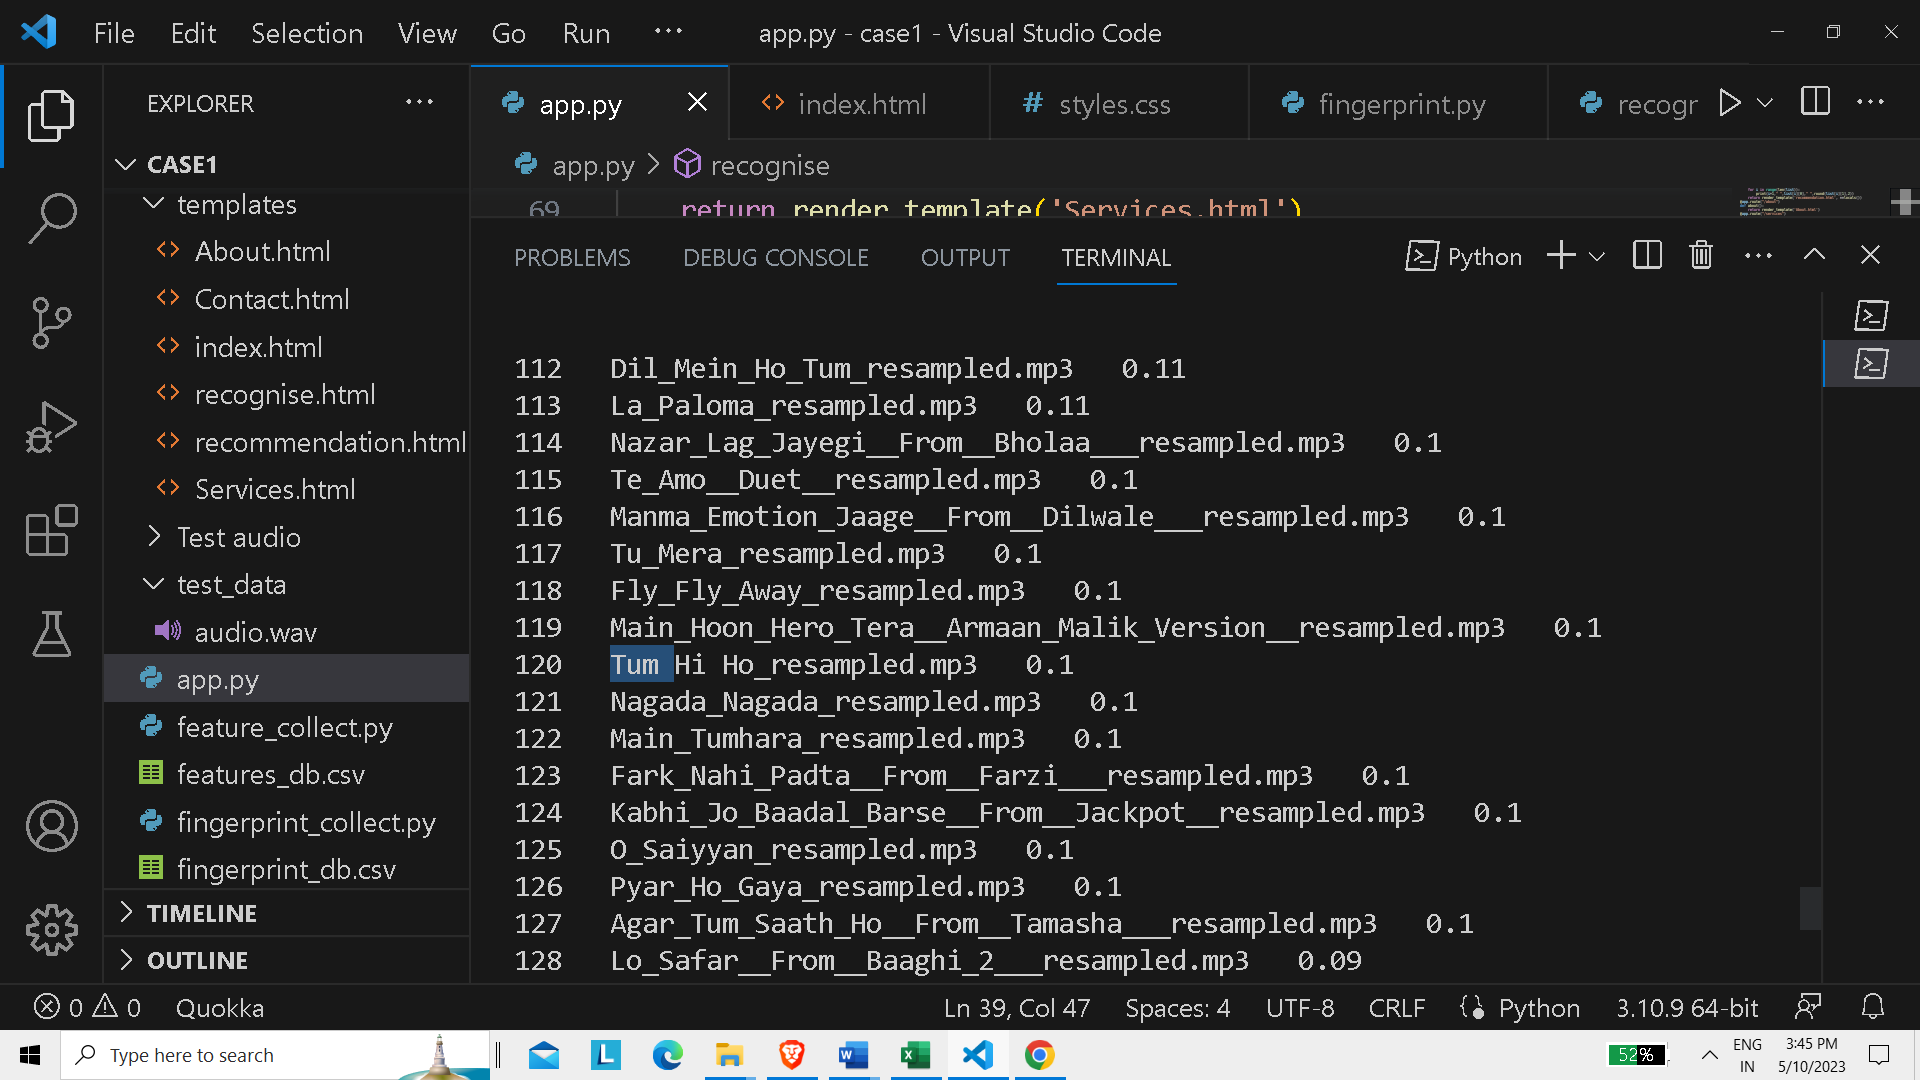 File Edit Selection View Go Run ··· app.py - case1 - Visual Studio Code
EXPLORER ···
CASE1
templates
About.html
Contact.html
index.html
recognise.html
recommendation.html
Services.html
Test audio
test_data
audio.wav
app.py
feature_collect.py
features_db.csv
fingerprint_collect.py
fingerprint_db.csv
TIMELINE
OUTLINE
app.py index.html # styles.css fingerprint.py recogr ···
app.py > recognise
69 return render_template('Services.html')
PROBLEMS DEBUG CONSOLE OUTPUT TERMINAL Python ···
112 Dil_Mein_Ho_Tum_resampled.mp3 0.11
113 La_Paloma_resampled.mp3 0.11
114 Nazar_Lag_Jayegi__From__Bholaa___resampled.mp3 0.1
115 Te_Amo__Duet__resampled.mp3 0.1
116 Manma_Emotion_Jaage__From__Dilwale___resampled.mp3 0.1
117 Tu_Mera_resampled.mp3 0.1
118 Fly_Fly_Away_resampled.mp3 0.1
119 Main_Hoon_Hero_Tera__Armaan_Malik_Version__resampled.mp3 0.1
120 Tum Hi Ho_resampled.mp3 0.1
121 Nagada_Nagada_resampled.mp3 0.1
122 Main_Tumhara_resampled.mp3 0.1
123 Fark_Nahi_Padta__From__Farzi___resampled.mp3 0.1
124 Kabhi_Jo_Baadal_Barse__From__Jackpot__resampled.mp3 0.1
125 O_Saiyyan_resampled.mp3 0.1
126 Pyar_Ho_Gaya_resampled.mp3 0.1
127 Agar_Tum_Saath_Ho__From__Tamasha___resampled.mp3 0.1
128 Lo_Safar__From__Baaghi_2___resampled.mp3 0.09
0 0 Quokka Ln 39, Col 47 Spaces: 4 UTF-8 CRLF Python 3.10.9 64-bit
Type here to search L W X 52% ENG IN 3:45 PM 5/10/2023